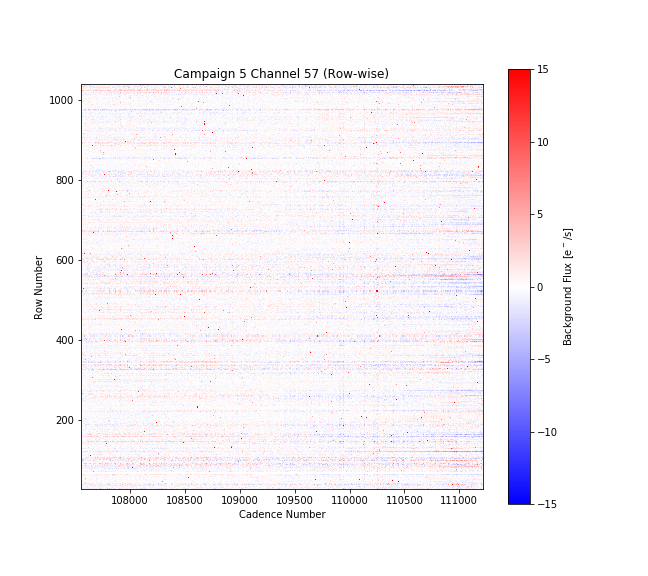 Campaign 5 Channel 57 (Row-wise)
1000
800
600
400
200
Row Number
108000 108500 109000 109500 110000 110500 111000
Cadence Number
15
10
5
0
−5
−10
−15
Background Flux [e⁻/s]